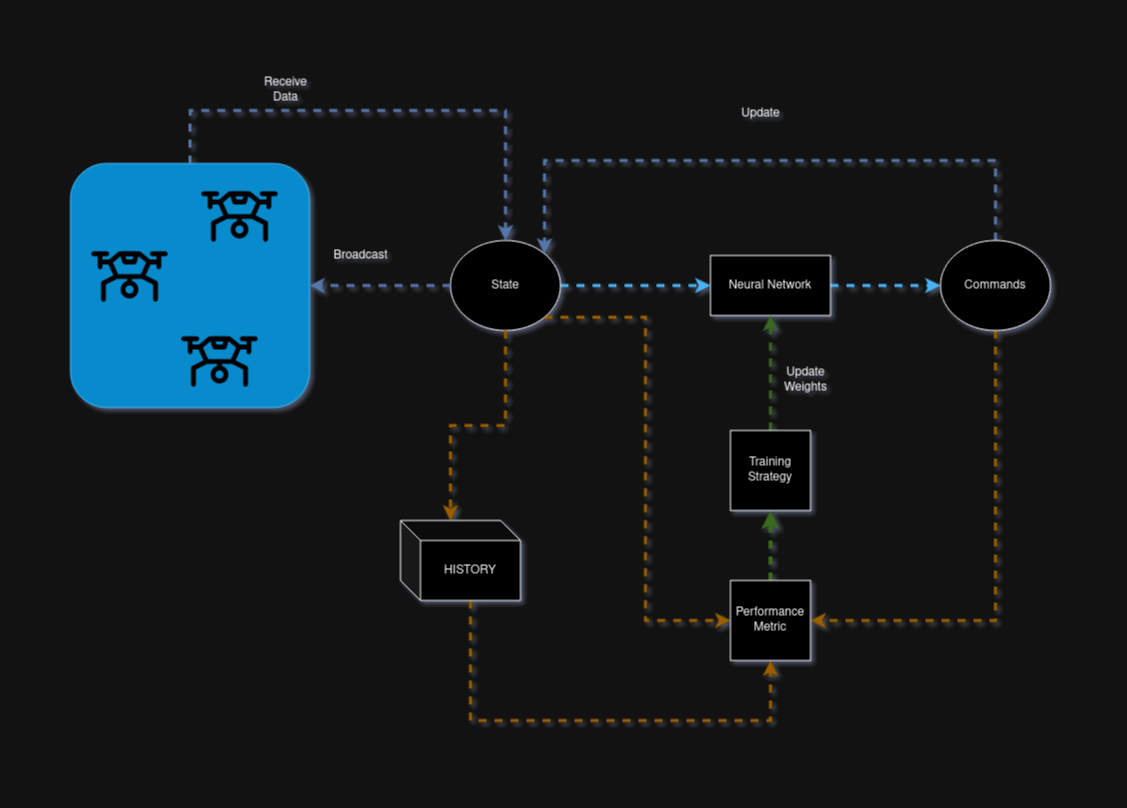 Receive
Data
Update
Broadcast
State
Neural Network
Commands
Update
Weights
Training
Strategy
HISTORY
Performance
Metric